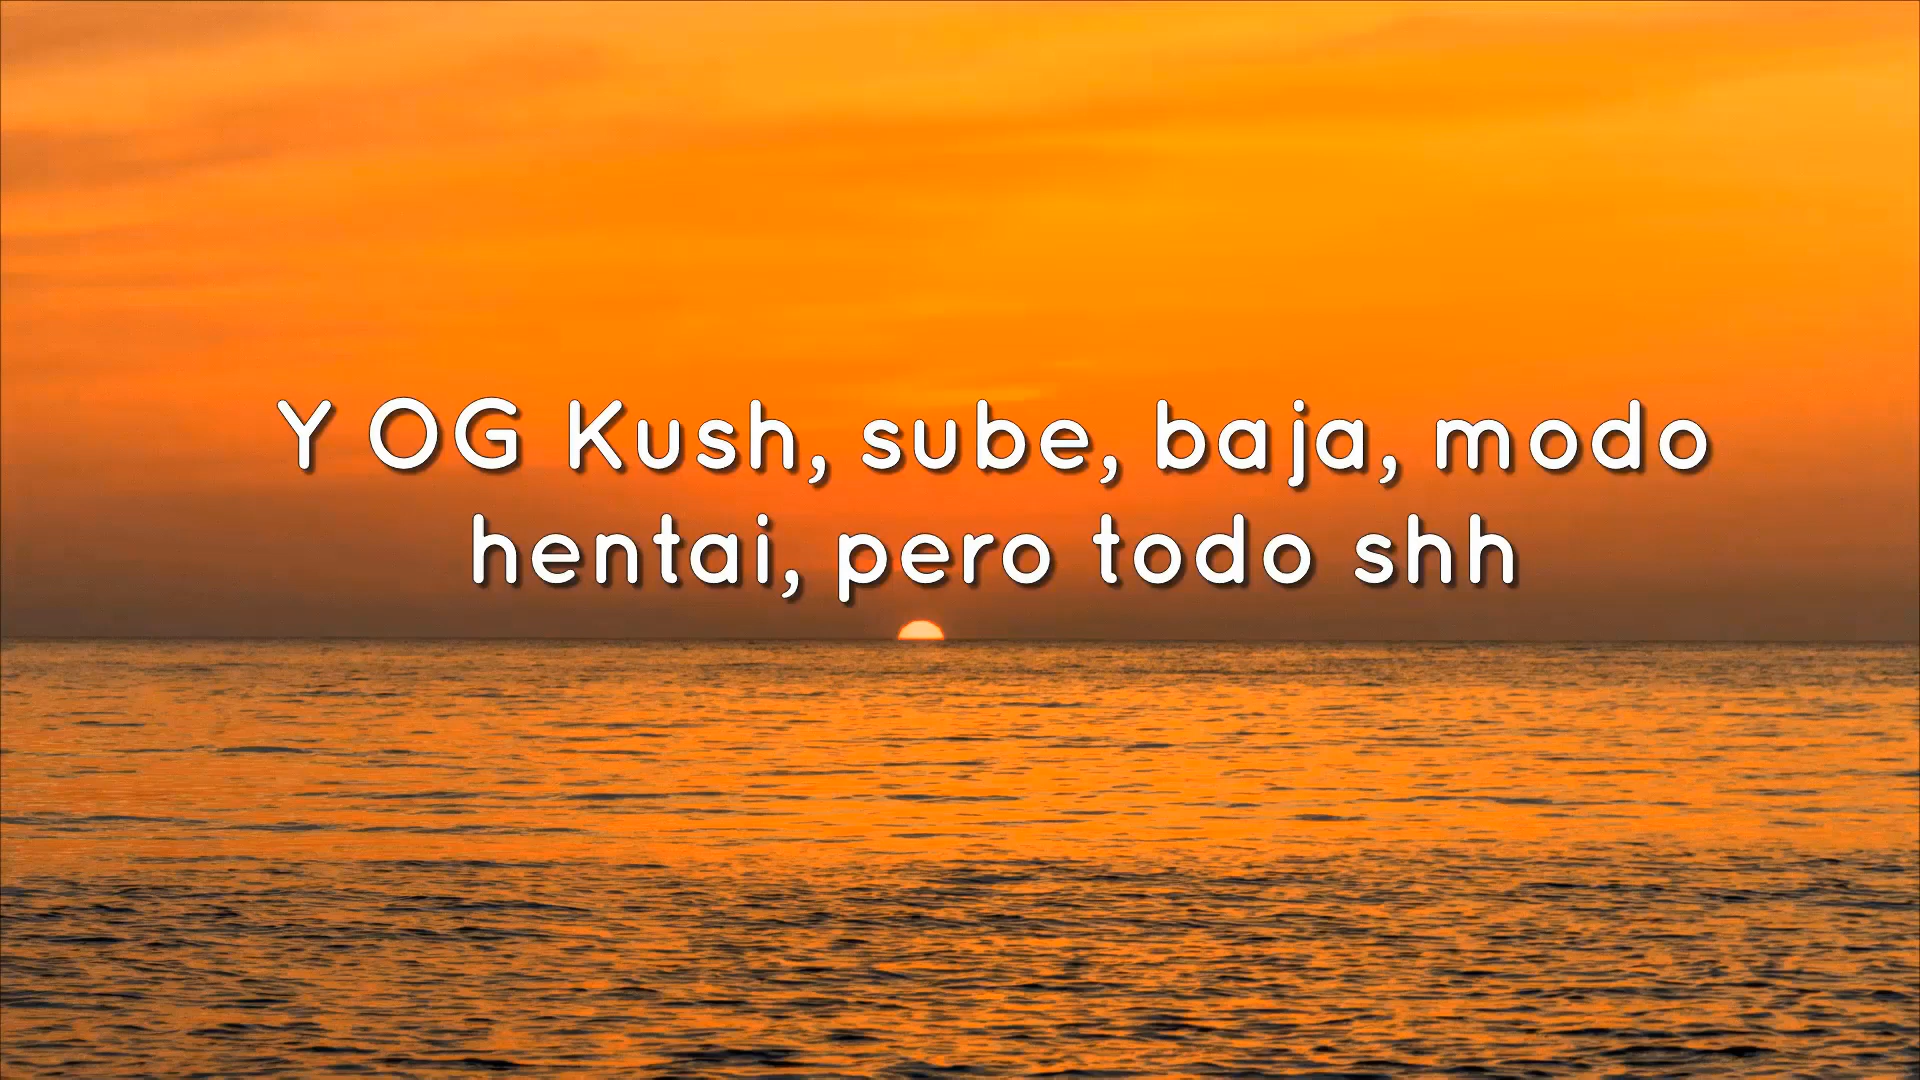 Y OG Kush, sube, baja, modo
hentai, pero todo shh